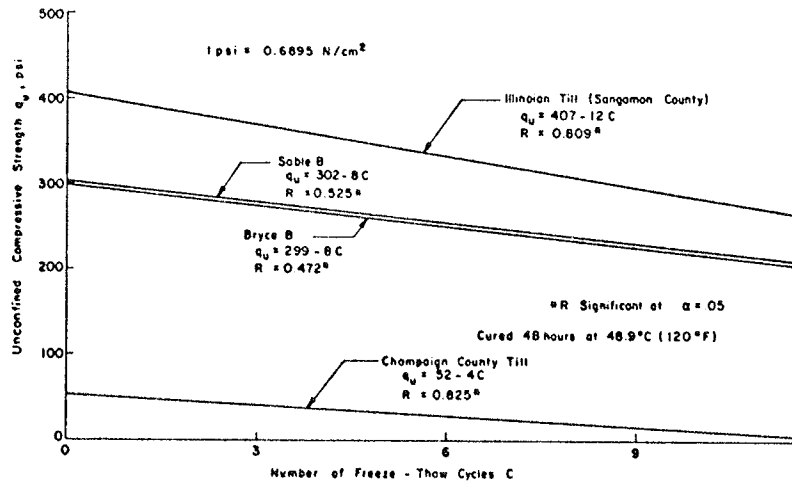 500
400
300
200
100
0
Unconfined Compressive Strength qu, psi
1 psi = 0.6895 N/cm2
Illinoian Till (Sangamon County)
qu = 407 - 12 C
R = 0.809*
Sable B
qu = 302 - 8C
R = 0.525*
Bryce B
qu = 299 - 8 C
R = 0.472*
*R Significant at α = .05
Cured 48 hours at 48.9°C (120°F)
Champaign County Till
qu = 52 - 4C
R = 0.825*
0 3 6 9
Number of Freeze - Thaw Cycles C